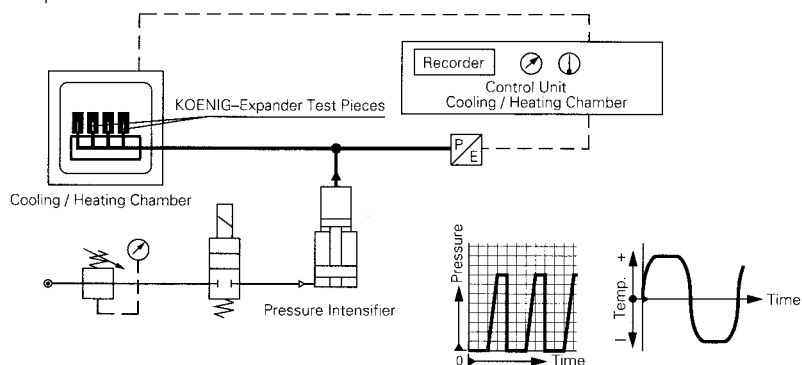 Recorder
Control Unit
Cooling / Heating Chamber
KOENIG–Expander Test Pieces
P
E
Cooling / Heating Chamber
Pressure Intensifier
Pressure
0
Time
+
Temp.
–
Time